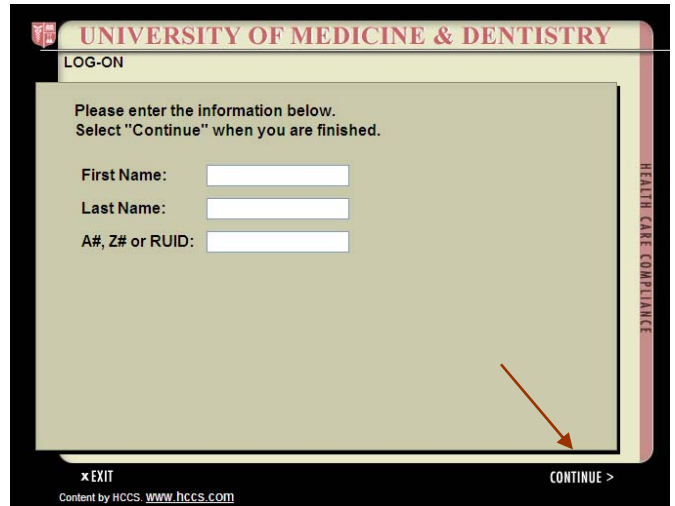 UNIVERSITY OF MEDICINE & DENTISTRY
LOG-ON
Please enter the information below.
Select "Continue" when you are finished.
First Name:
Last Name:
A#, Z# or RUID:
HEALTH CARE COMPLIANCE
x EXIT
CONTINUE >
Content by HCCS. www.hccs.com